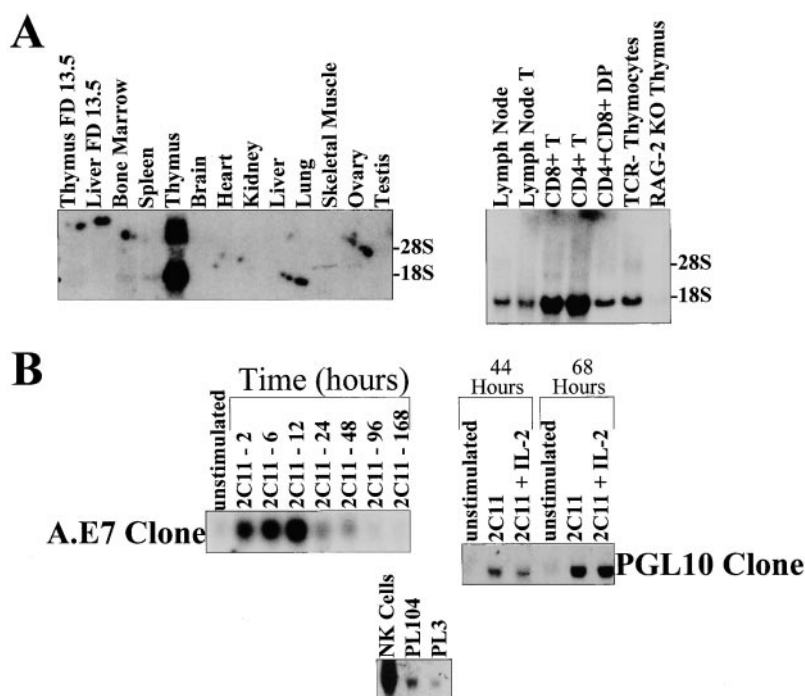 A
Thymus FD 13.5
Liver FD 13.5
Bone Marrow
Spleen
Thymus
Brain
Heart
Kidney
Liver
Lung
Skeletal Muscle
Ovary
Testis
-28S
-18S
Lymph Node
Lymph Node T
CD8+ T
CD4+ T
CD4+CD8+ DP
TCR- Thymocytes
RAG-2 KO Thymus
-28S
-18S
B
Time (hours)
unstimulated
2C11 - 2
2C11 - 6
2C11 - 12
2C11 - 24
2C11 - 48
2C11 - 96
2C11 - 168
A.E7 Clone
44
Hours
68
Hours
unstimulated
2C11
2C11 + IL-2
unstimulated
2C11
2C11 + IL-2
PGL10 Clone
NK Cells
PL104
PL3